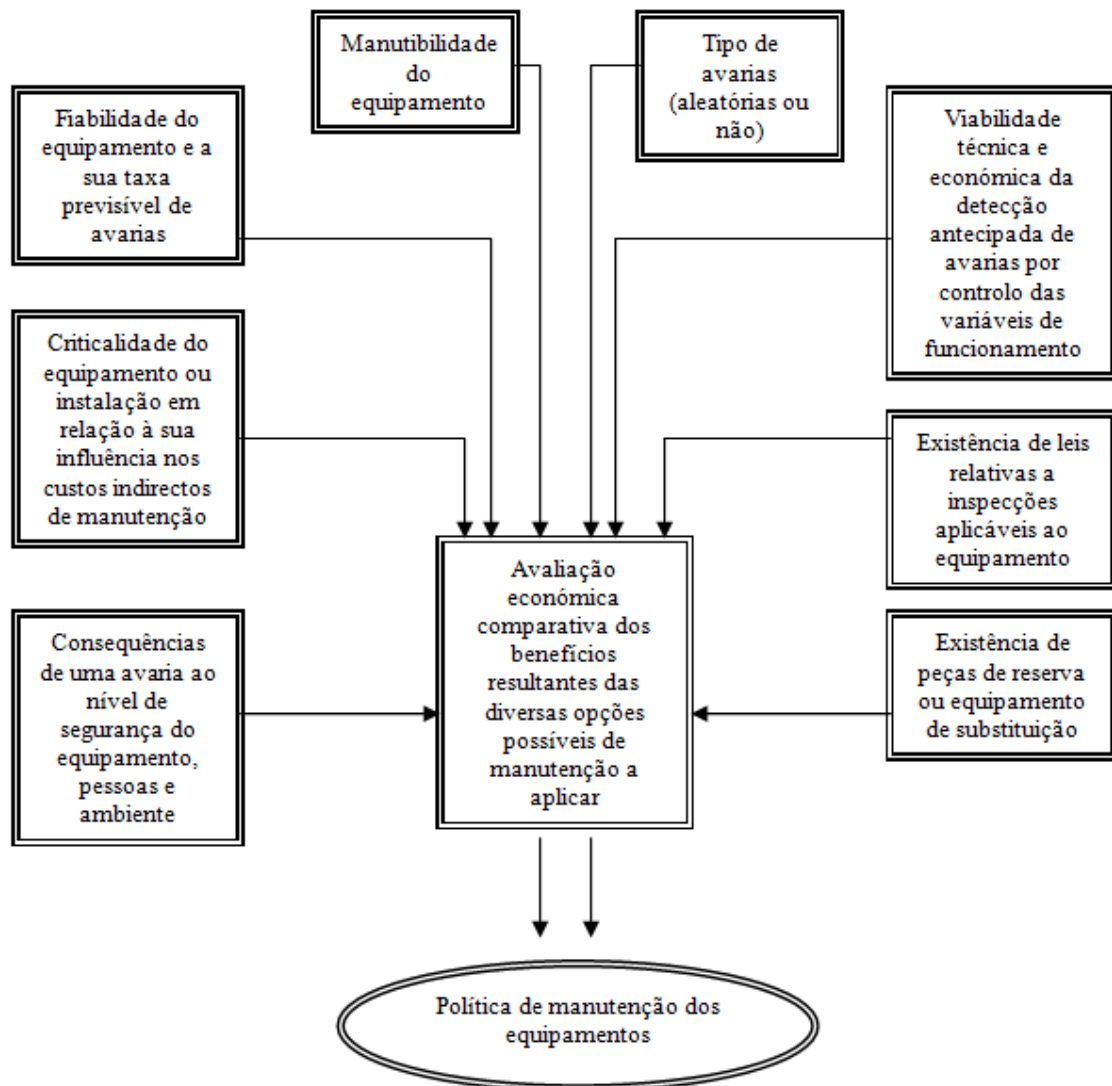 Manutibilidade
do
equipamento
Tipo de
avarias
(aleatórias ou
não)
Fiabilidade do
equipamento e a
sua taxa
previsível de
avarias
Viabilidade
técnica e
económica da
detecção
antecipada de
avarias por
controlo das
variáveis de
funcionamento
Criticalidade do
equipamento ou
instalação em
relação à sua
influência nos
custos indirectos
de manutenção
Existência de leis
relativas a
inspecções
aplicáveis ao
equipamento
Avaliação
económica
comparativa dos
benefícios
resultantes das
diversas opções
possíveis de
manutenção a
aplicar
Consequências
de uma avaria ao
nível de
segurança do
equipamento,
pessoas e
ambiente
Existência de
peças de reserva
ou equipamento
de substituição
Política de manutenção dos
equipamentos